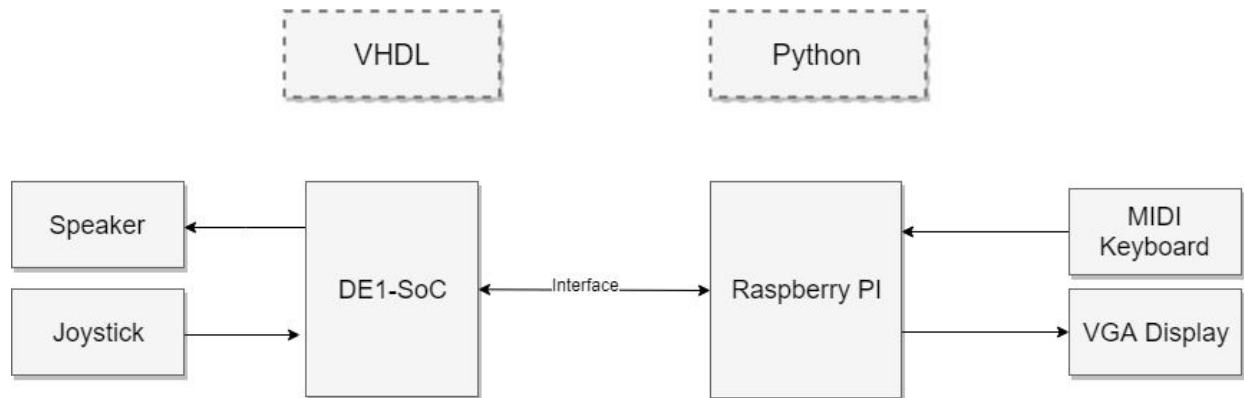 VHDL
Python
Speaker
Joystick
DE1-SoC
Interface
Raspberry PI
MIDI
Keyboard
VGA Display